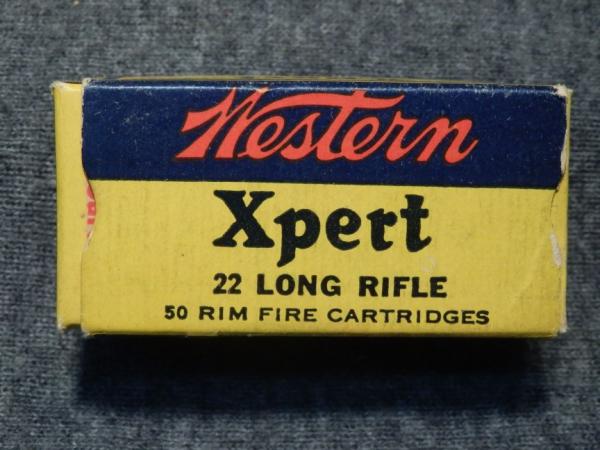 Western
Xpert
22 LONG RIFLE
50 RIM FIRE CARTRIDGES